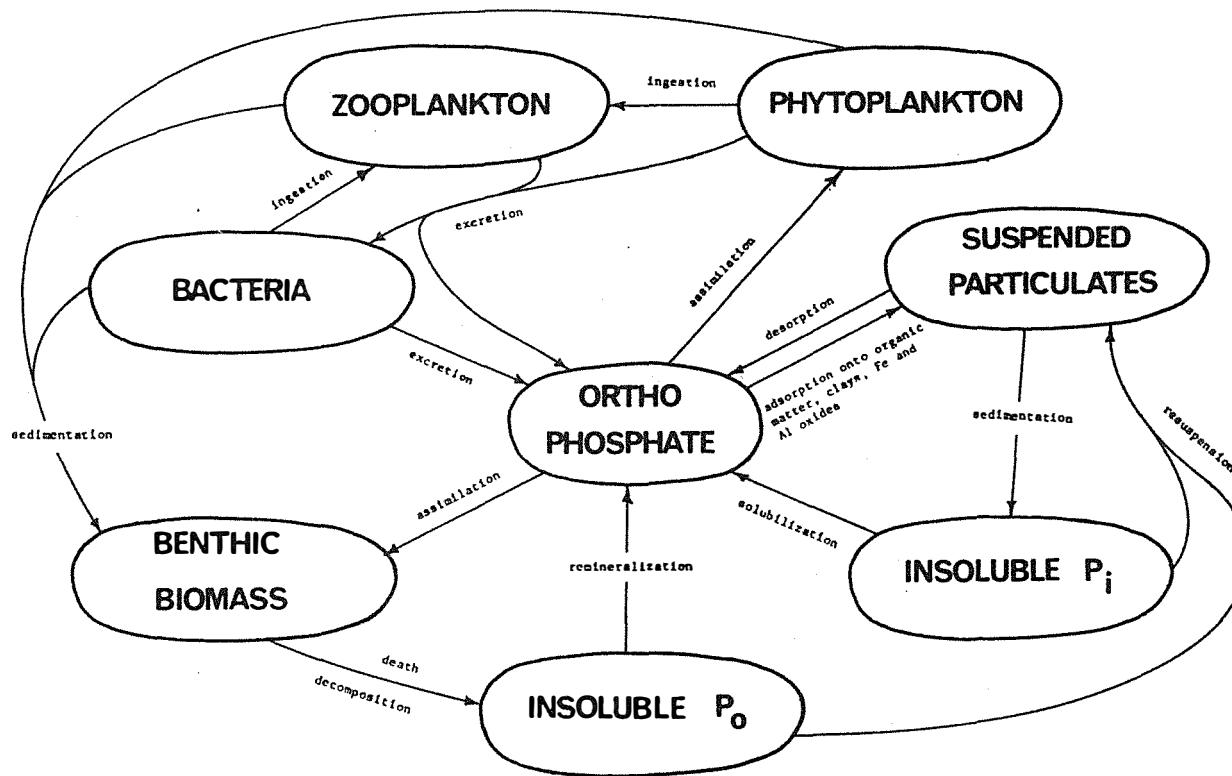 ingestion
ZOOPLANKTON
PHYTOPLANKTON
ingestion
excretion
SUSPENDED
PARTICULATES
BACTERIA
assimilation
desorption
excretion
adsorption onto organic
matter, clays, Fe and
Al oxides
ORTHO
PHOSPHATE
sedimentation
sedimentation
resuspension
assimilation
solubilization
BENTHIC
BIOMASS
remineralization
INSOLUBLE Pi
death
decomposition
INSOLUBLE Po